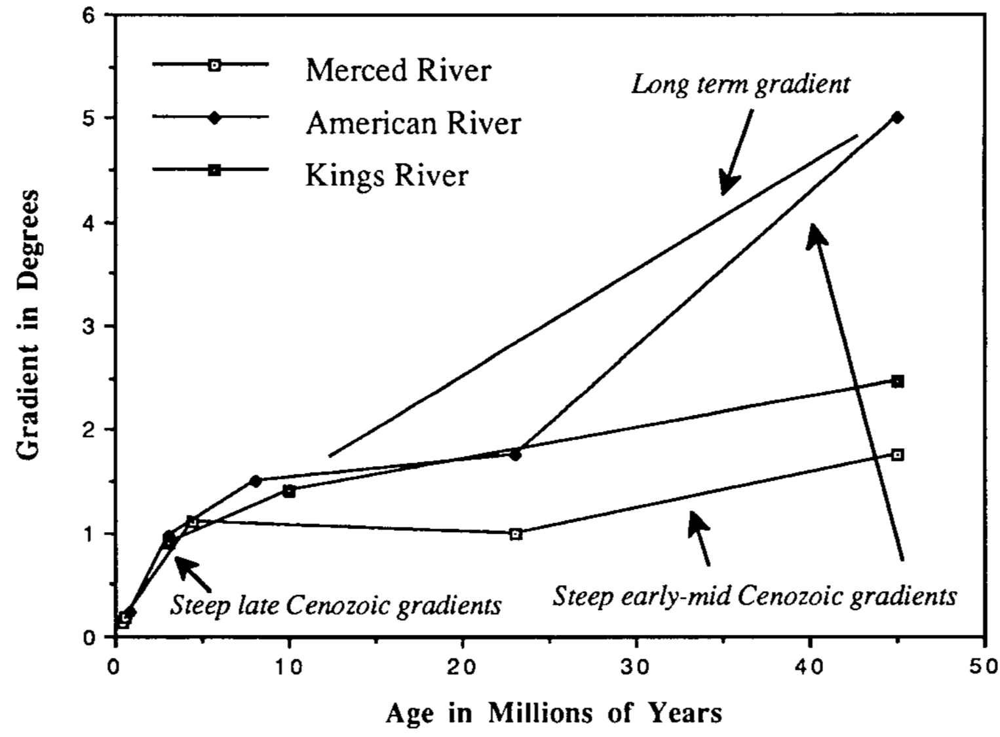 6
5
4
3
2
1
0
Gradient in Degrees
Merced River
American River
Kings River
Long term gradient
Steep late Cenozoic gradients
Steep early-mid Cenozoic gradients
0 10 20 30 40 50
Age in Millions of Years